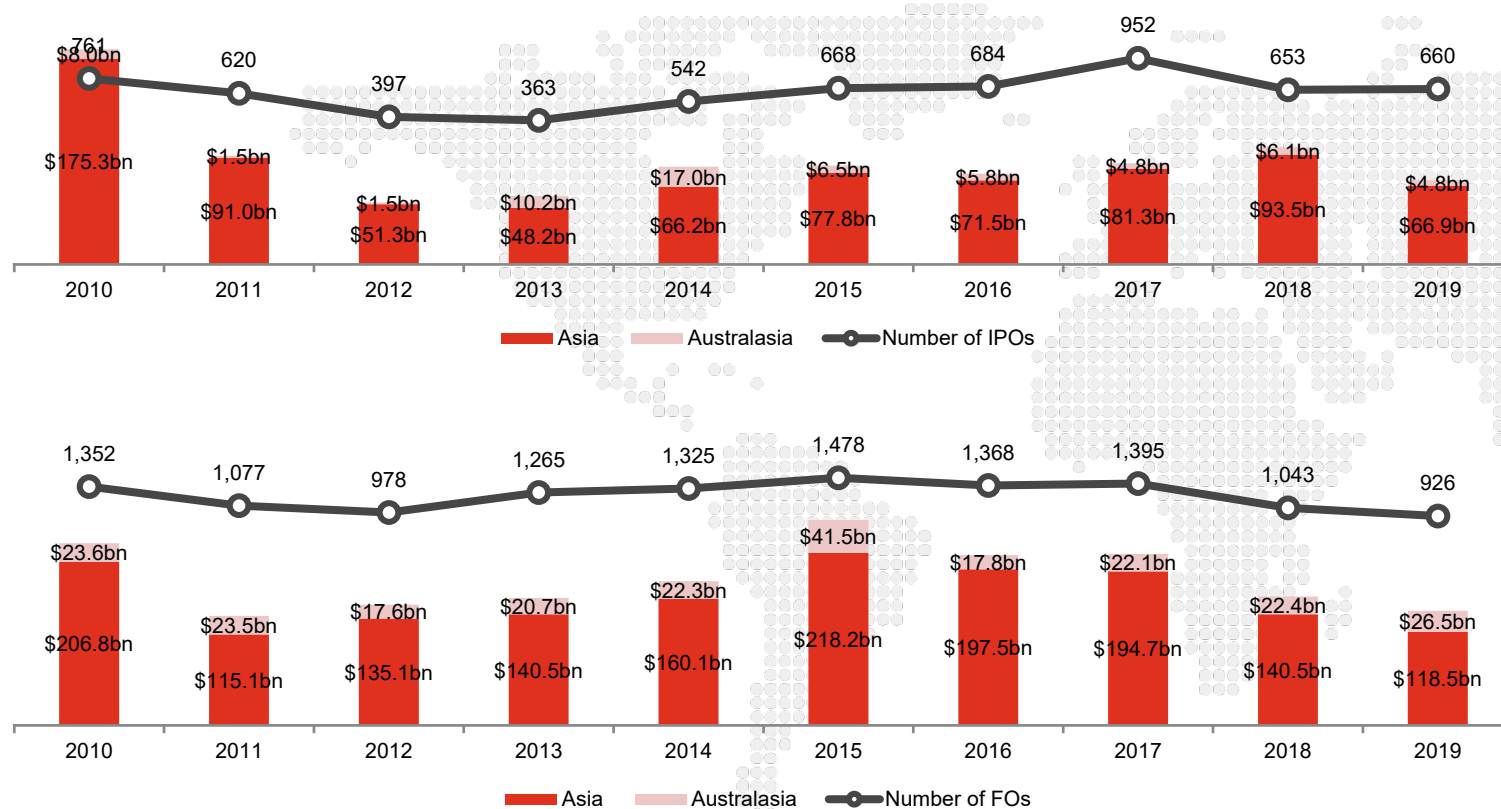 761 620 397 363 542 668 684 952 653 660
$8.0bn $1.5bn $1.5bn $10.2bn $17.0bn $6.5bn $5.8bn $4.8bn $6.1bn $4.8bn
$175.3bn $91.0bn $51.3bn $48.2bn $66.2bn $77.8bn $71.5bn $81.3bn $93.5bn $66.9bn
2010 2011 2012 2013 2014 2015 2016 2017 2018 2019
Asia Australasia Number of IPOs
1,352 1,077 978 1,265 1,325 1,478 1,368 1,395 1,043 926
$23.6bn $23.5bn $17.6bn $20.7bn $22.3bn $41.5bn $17.8bn $22.1bn $22.4bn $26.5bn
$206.8bn $115.1bn $135.1bn $140.5bn $160.1bn $218.2bn $197.5bn $194.7bn $140.5bn $118.5bn
2010 2011 2012 2013 2014 2015 2016 2017 2018 2019
Asia Australasia Number of FOs